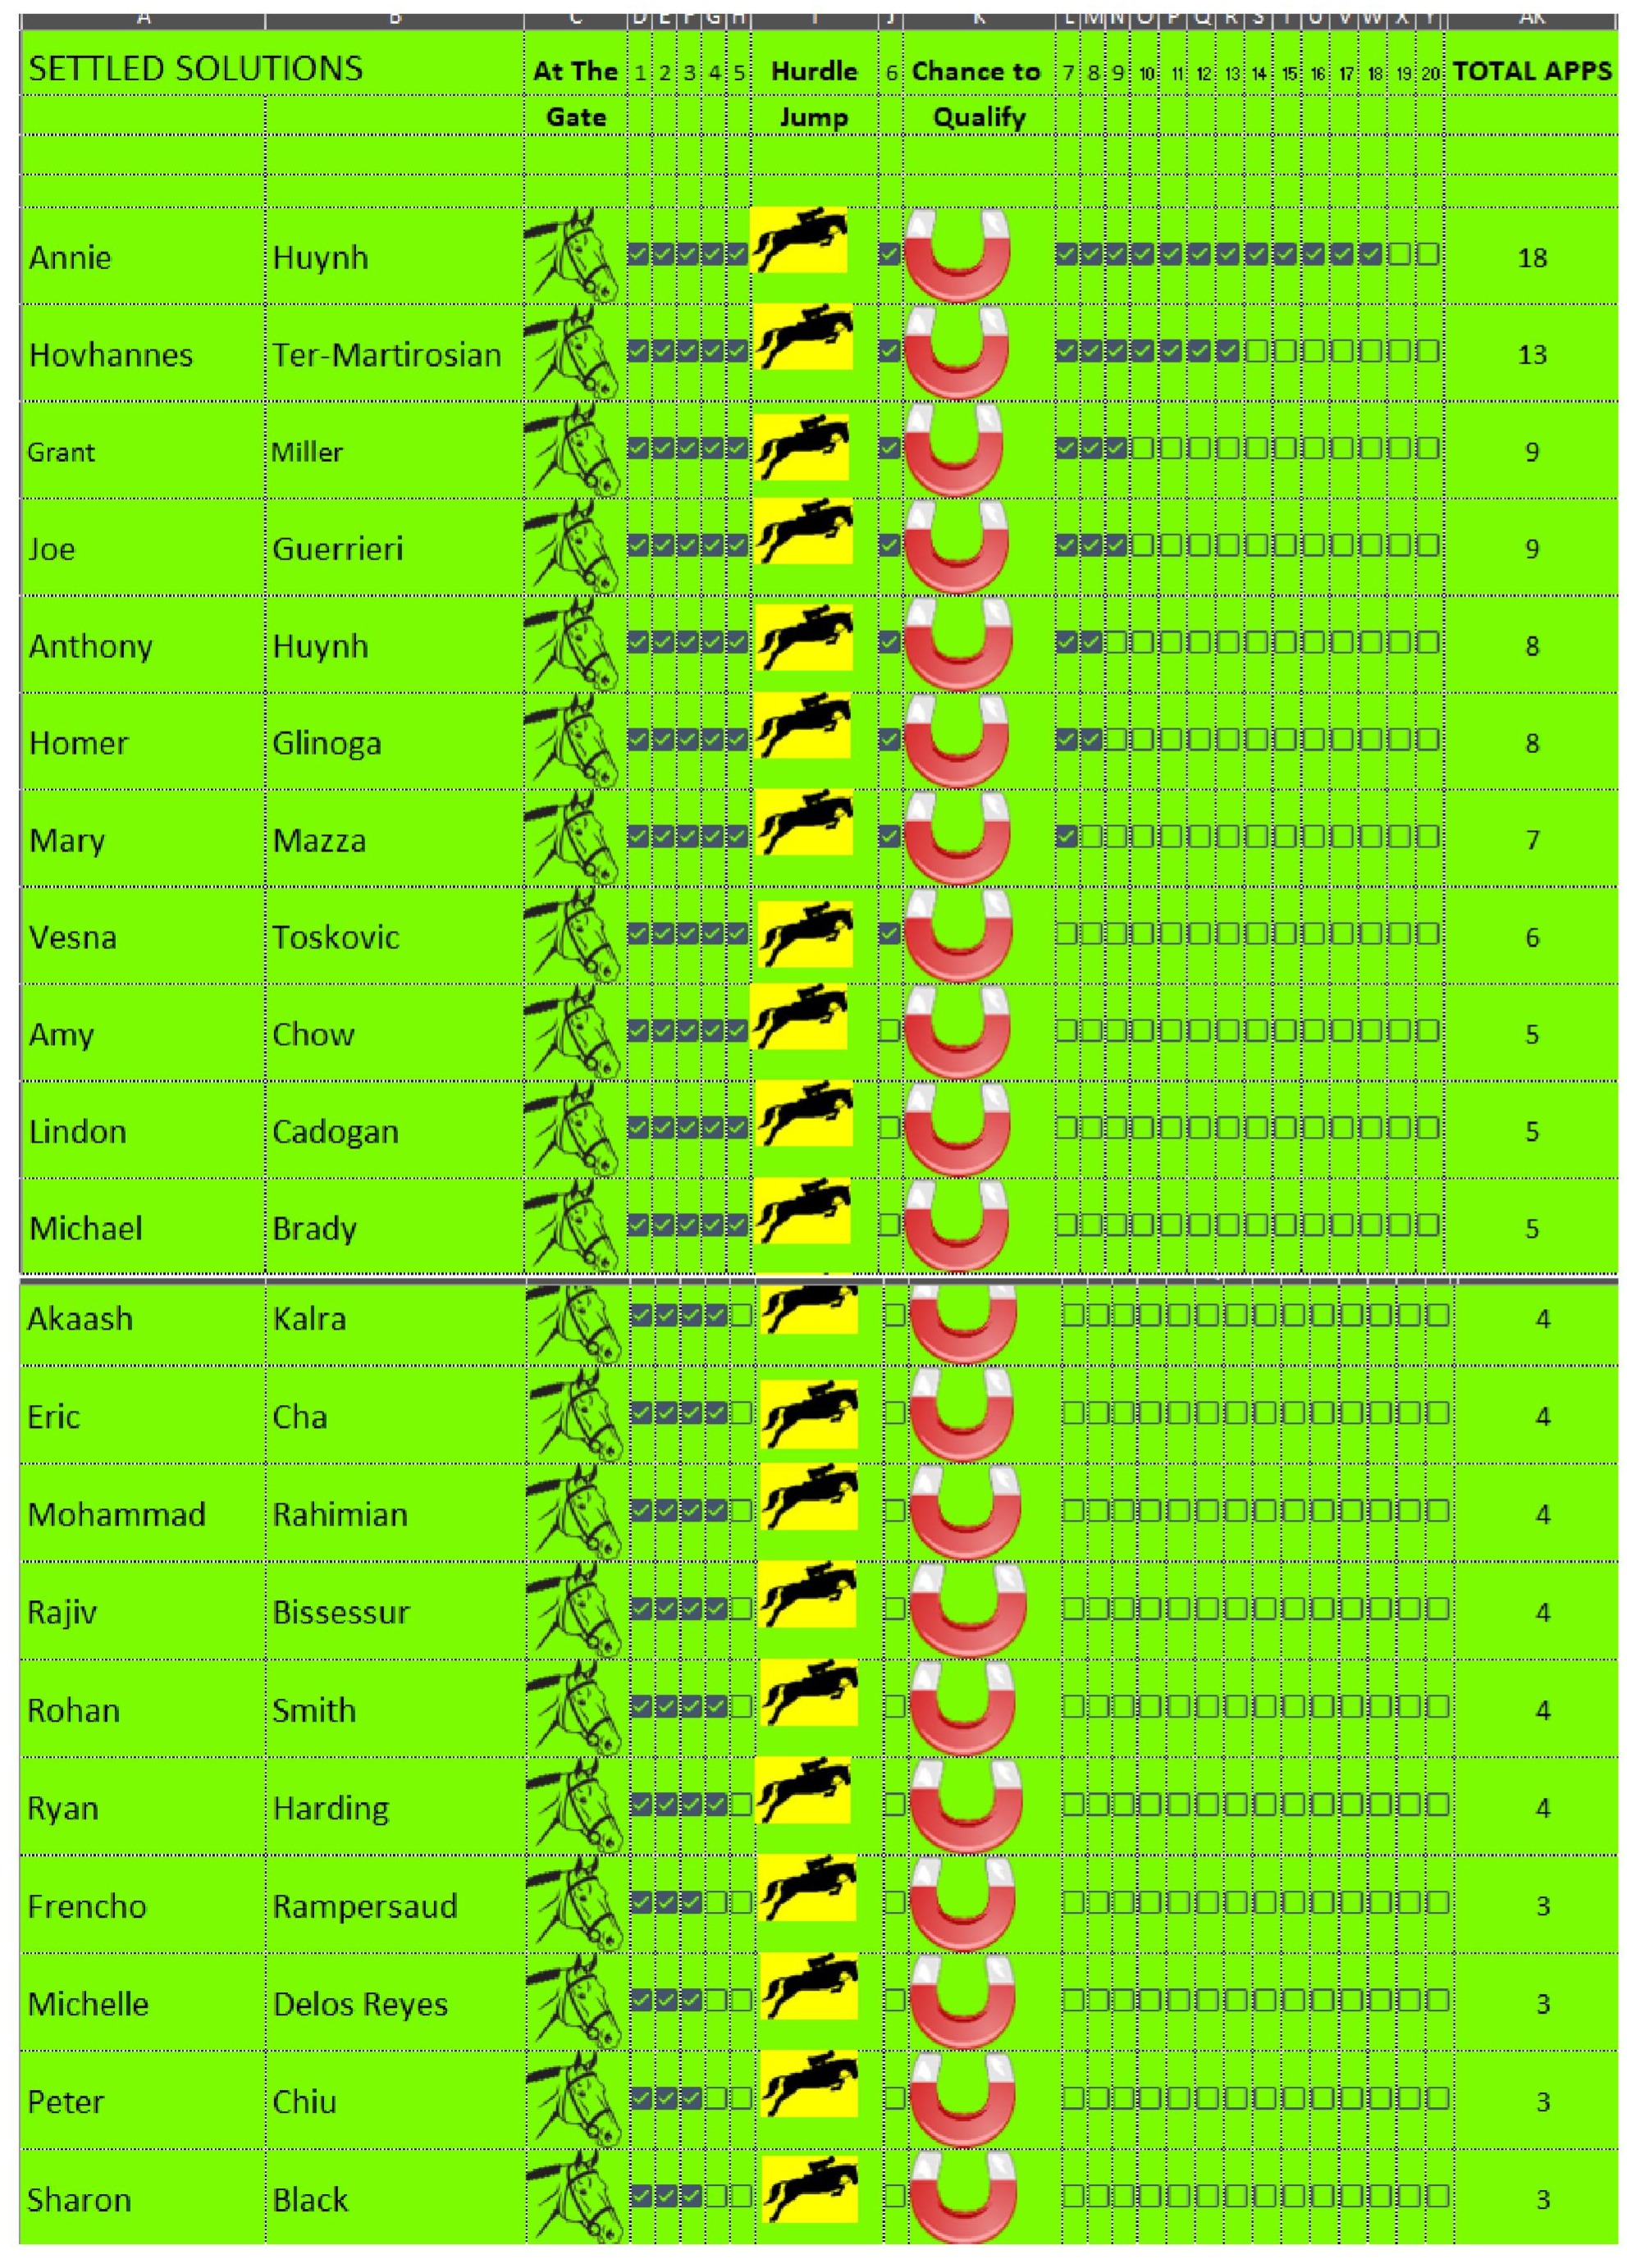 A B C D E F G H I J K L M N O P Q R S T U V W X Y AK
SETTLED SOLUTIONS At The 1 2 3 4 5 Hurdle 6 Chance to 7 8 9 10 11 12 13 14 15 16 17 18 19 20 TOTAL APPS
Gate Jump Qualify
Annie Huynh 18
Hovhannes Ter-Martirosian 13
Grant Miller 9
Joe Guerrieri 9
Anthony Huynh 8
Homer Glinoga 8
Mary Mazza 7
Vesna Toskovic 6
Amy Chow 5
Lindon Cadogan 5
Michael Brady 5
Akaash Kalra 4
Eric Cha 4
Mohammad Rahimian 4
Rajiv Bissessur 4
Rohan Smith 4
Ryan Harding 4
Frencho Rampersaud 3
Michelle Delos Reyes 3
Peter Chiu 3
Sharon Black 3